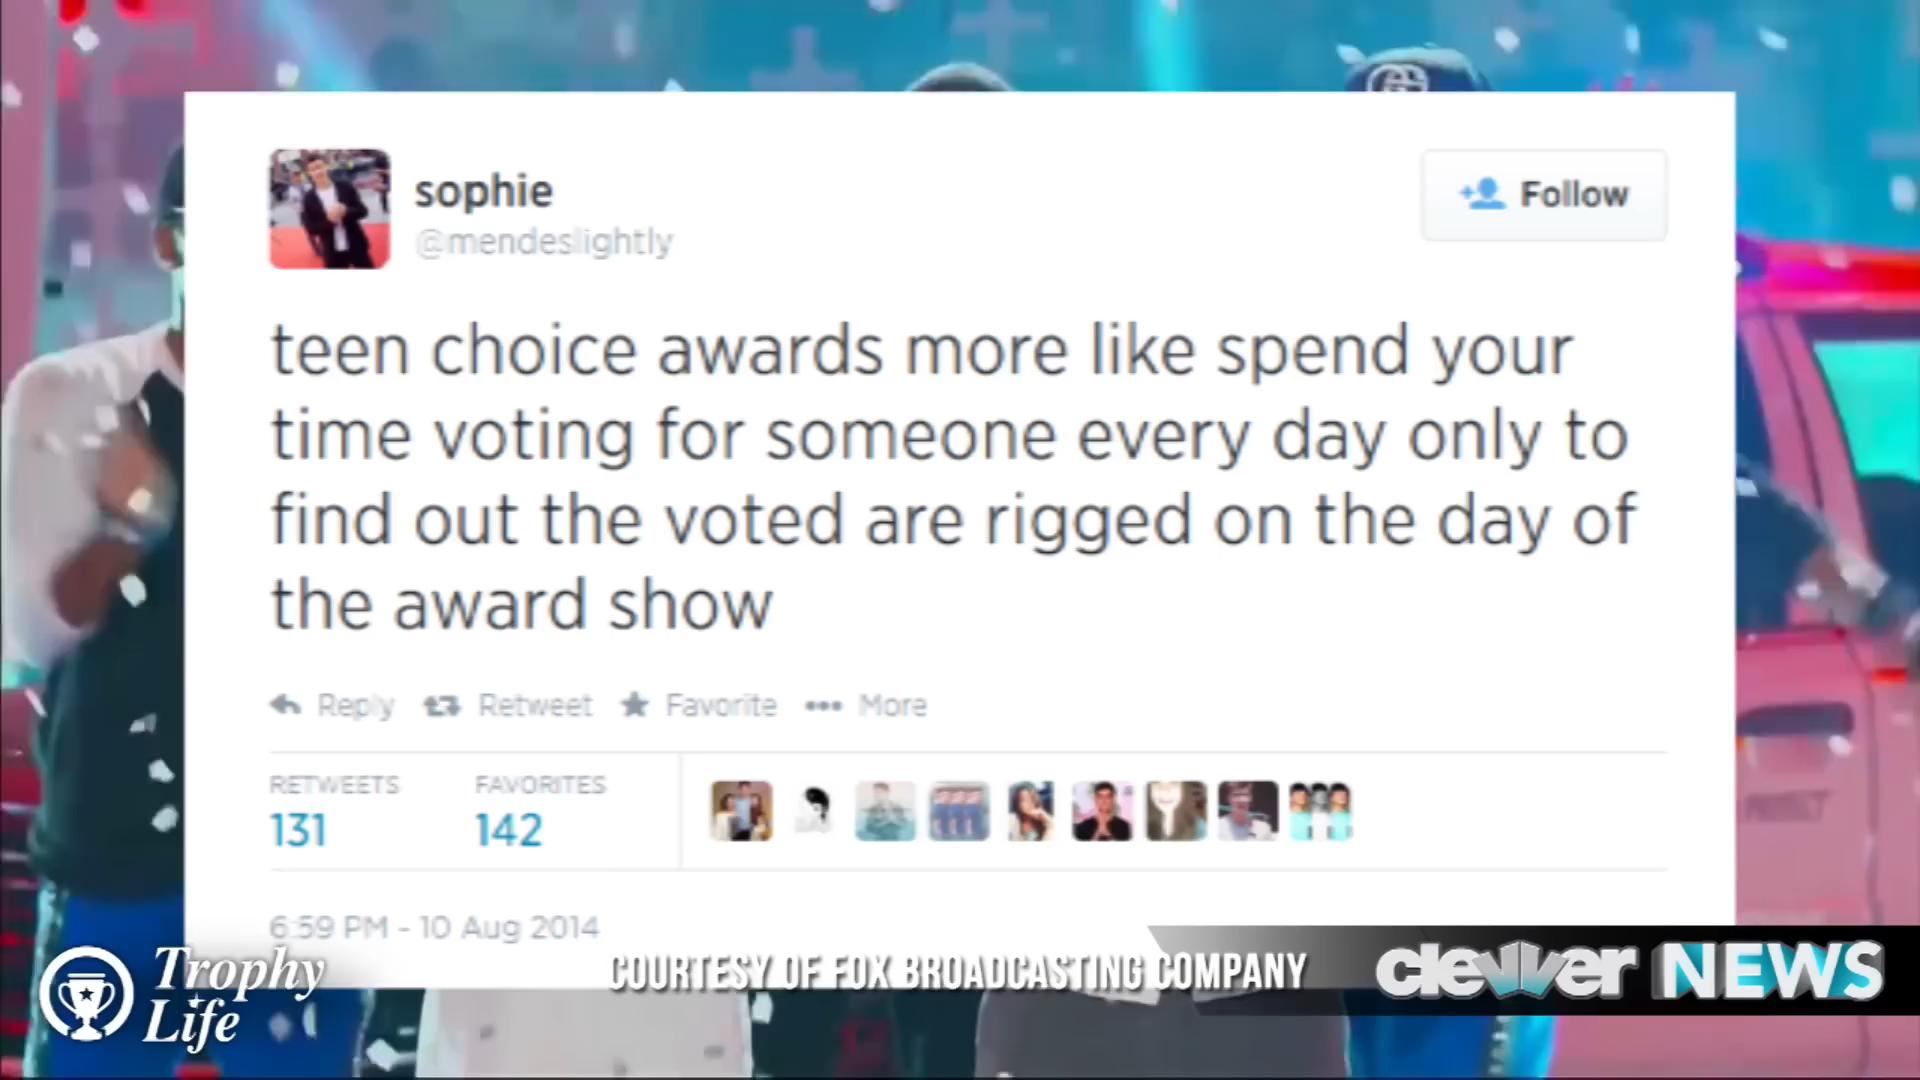 sophie
@mendeslightly
Follow
teen choice awards more like spend your
time voting for someone every day only to
find out the voted are rigged on the day of
the award show
Reply Retweet Favorite More
RETWEETS FAVORITES
131 142
6:59 PM - 10 Aug 2014
Trophy
Life
COURTESY OF FOX BROADCASTING COMPANY
clevver NEWS